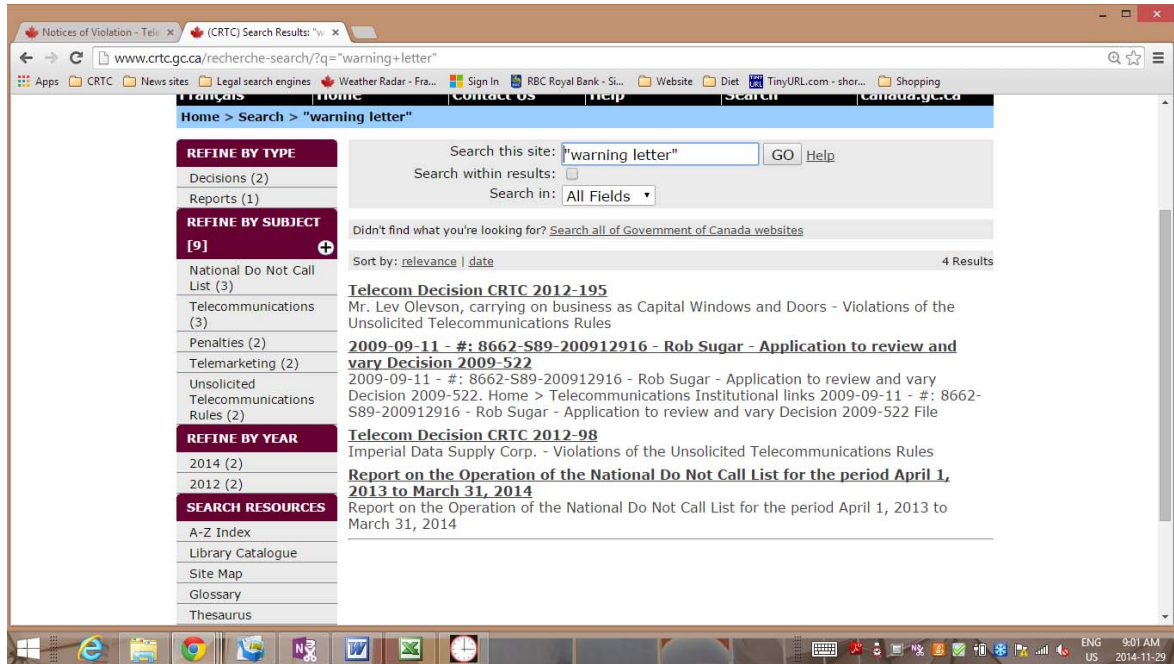 Notices of Violation - Tele
(CRTC) Search Results: "w
www.crtc.gc.ca/recherche-search/?q="warning+letter"
Apps CRTC News sites Legal search engines Weather Radar - Fra... Sign In RBC Royal Bank - Si... Website Diet TinyURL.com - shor... Shopping
Français Home Contact Us Help Search Canada.gc.ca
Home > Search > "warning letter"
REFINE BY TYPE
Decisions (2)
Reports (1)
REFINE BY SUBJECT
[9]
National Do Not Call
List (3)
Telecommunications
(3)
Penalties (2)
Telemarketing (2)
Unsolicited
Telecommunications
Rules (2)
REFINE BY YEAR
2014 (2)
2012 (2)
SEARCH RESOURCES
A-Z Index
Library Catalogue
Site Map
Glossary
Thesaurus
Search this site: "warning letter" GO Help
Search within results:
Search in: All Fields
Didn't find what you're looking for? Search all of Government of Canada websites
Sort by: relevance | date 4 Results
Telecom Decision CRTC 2012-195
Mr. Lev Olevson, carrying on business as Capital Windows and Doors - Violations of the
Unsolicited Telecommunications Rules
2009-09-11 - #: 8662-S89-200912916 - Rob Sugar - Application to review and
vary Decision 2009-522
2009-09-11 - #: 8662-S89-200912916 - Rob Sugar - Application to review and vary
Decision 2009-522. Home > Telecommunications Institutional links 2009-09-11 - #: 8662-
S89-200912916 - Rob Sugar - Application to review and vary Decision 2009-522 File
Telecom Decision CRTC 2012-98
Imperial Data Supply Corp. - Violations of the Unsolicited Telecommunications Rules
Report on the Operation of the National Do Not Call List for the period April 1,
2013 to March 31, 2014
Report on the Operation of the National Do Not Call List for the period April 1, 2013 to
March 31, 2014
ENG 9:01 AM
US 2014-11-29